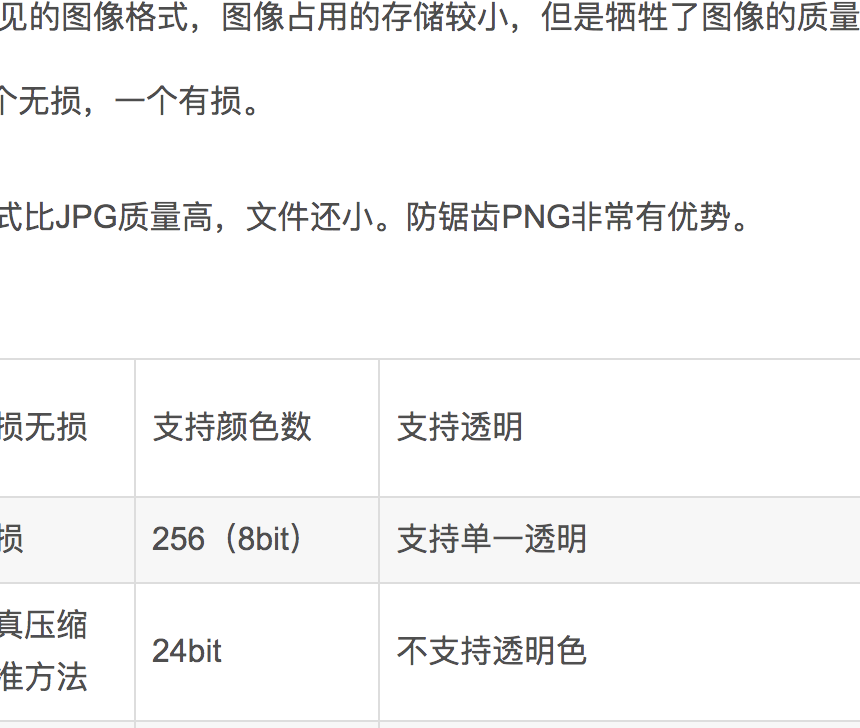 见的图像格式，图像占用的存储较小，但是牺牲了图像的质量
个无损，一个有损。
式比JPG质量高，文件还小。防锯齿PNG非常有优势。
损无损
支持颜色数
支持透明
损
256（8bit）
支持单一透明
真压缩
准方法
24bit
不支持透明色